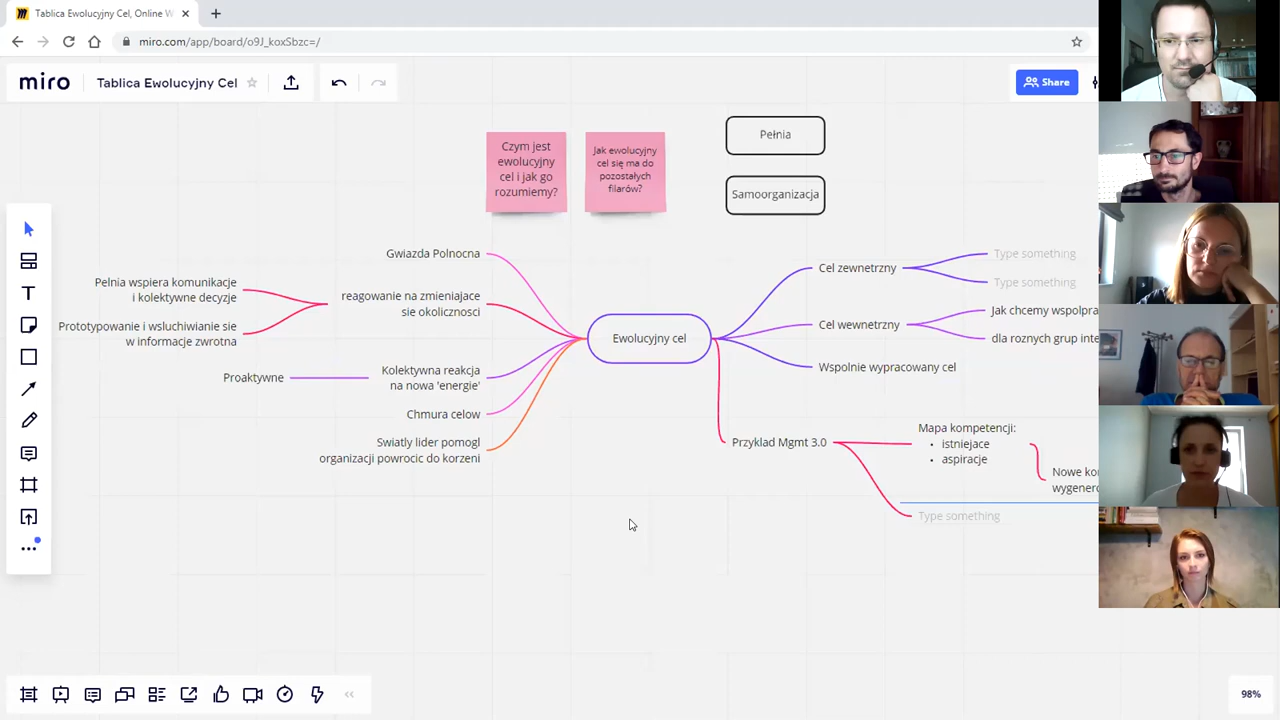 Tablica Ewolucyjny Cel, Online W
miro.com/app/board/o9J_koxSbzc=/
miro
Tablica Ewolucyjny Cel
Share
Czym jest
ewolucyjny
cel i jak go
rozumiemy?
Jak ewolucyjny
cel się ma do
pozostałych
filarów?
Pełnia
Samoorganizacja
Gwiazda Polnocna
Pelnia wspiera komunikacje
i kolektywne decyzje
reagowanie na zmieniajace
sie okolicznosci
Prototypowanie i wsluchiwianie sie
w informacje zwrotna
Proaktywne
Kolektywna reakcja
na nowa 'energie'
Chmura celow
Swiatly lider pomogl
organizacji powrocic do korzeni
Ewolucyjny cel
Cel zewnetrzny
Type something
Type something
Cel wewnetrzny
Jak chcemy wspolpra
dla roznych grup inte
Wspolnie wypracowany cel
Przyklad Mgmt 3.0
Mapa kompetencji:
• istniejace
• aspiracje
Nowe ko
wygener
Type something
98%